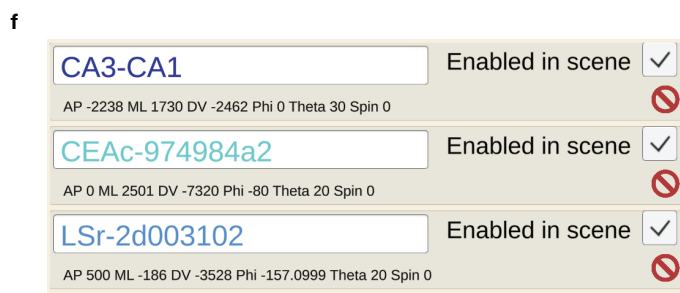 f
CA3-CA1
Enabled in scene
AP -2238 ML 1730 DV -2462 Phi 0 Theta 30 Spin 0
CEAc-974984a2
Enabled in scene
AP 0 ML 2501 DV -7320 Phi -80 Theta 20 Spin 0
LSr-2d003102
Enabled in scene
AP 500 ML -186 DV -3528 Phi -157.0999 Theta 20 Spin 0